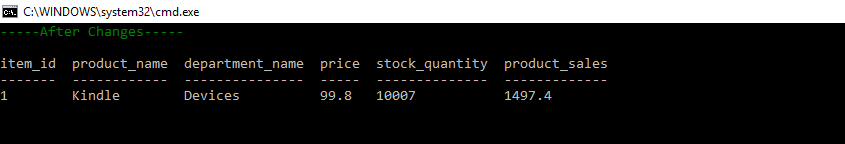 C:\WINDOWS\system32\cmd.exe
-----After Changes-----
item_id  product_name  department_name  price  stock_quantity  product_sales
-------  ------------  ---------------  -----  --------------  -------------
1        Kindle        Devices          99.8   10007           1497.4